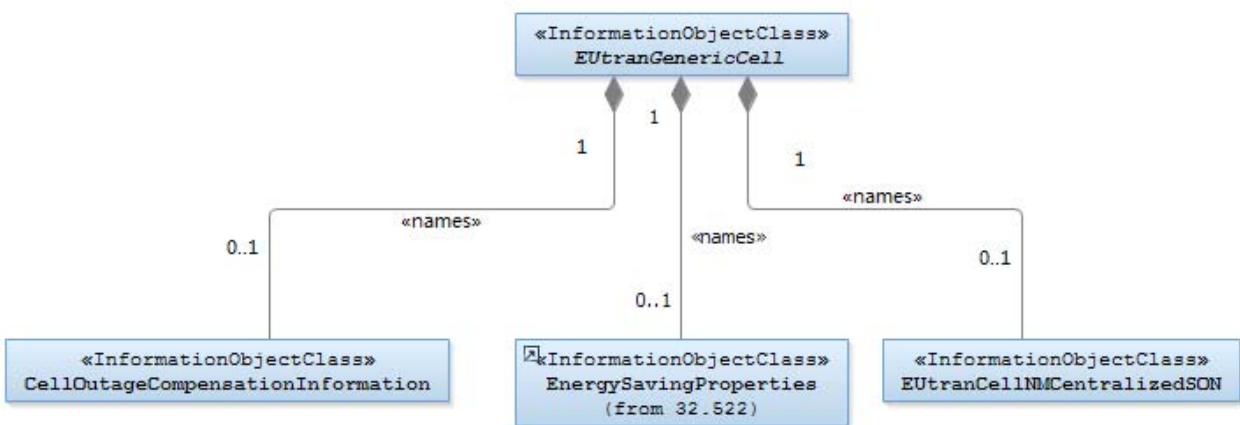 «InformationObjectClass»
EUtranGenericCell
1
1
1
«names»
«names»
«names»
0..1
0..1
0..1
«InformationObjectClass»
CellOutageCompensationInformation
«InformationObjectClass»
EnergySavingProperties
(from 32.522)
«InformationObjectClass»
EUtranCellNMCentralizedSON